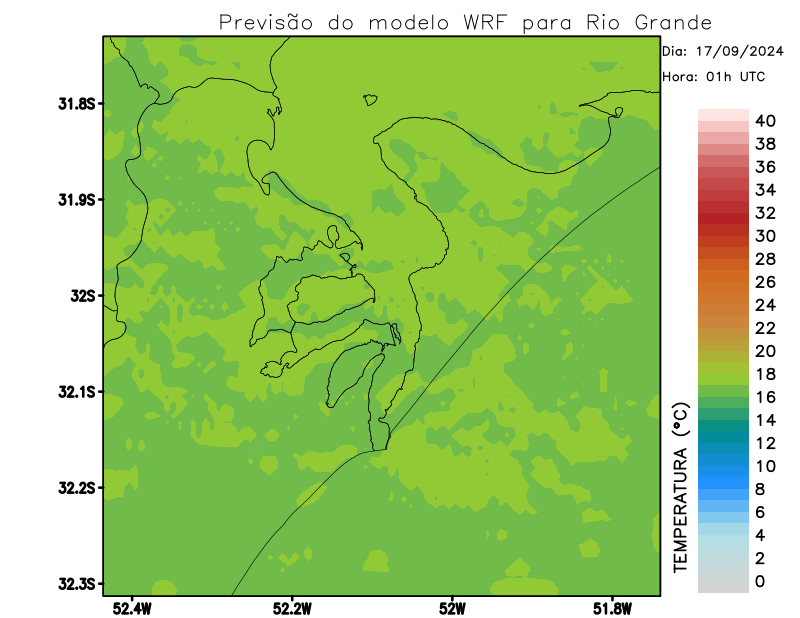 Previsão do modelo WRF para Rio Grande
Dia: 17/09/2024
Hora: 01h UTC
31.8S
31.9S
32S
32.1S
32.2S
32.3S
52.4W
52.2W
52W
51.8W
TEMPERATURA (°C)
40
38
36
34
32
30
28
26
24
22
20
18
16
14
12
10
8
6
4
2
0